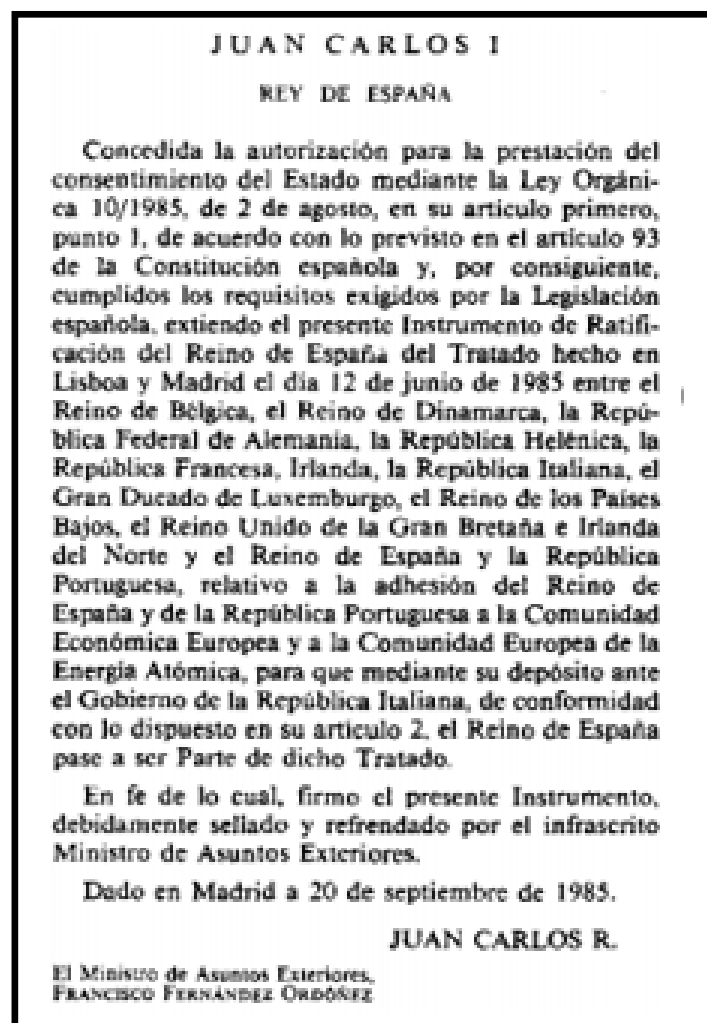 JUAN CARLOS I
REY DE ESPAÑA
Concedida la autorización para la prestación del
consentimiento del Estado mediante la Ley Orgáni-
ca 10/1985, de 2 de agosto, en su artículo primero,
punto 1, de acuerdo con lo previsto en el artículo 93
de la Constitución española y, por consiguiente,
cumplidos los requisitos exigidos por la Legislación
española, extiendo el presente Instrumento de Ratifi-
cación del Reino de España del Tratado hecho en
Lisboa y Madrid el día 12 de junio de 1985 entre el
Reino de Bélgica, el Reino de Dinamarca, la Repú-
blica Federal de Alemania, la República Helénica, la
República Francesa, Irlanda, la República Italiana, el
Gran Ducado de Luxemburgo, el Reino de los Países
Bajos, el Reino Unido de la Gran Bretaña e Irlanda
del Norte y el Reino de España y la República
Portuguesa, relativo a la adhesión del Reino de
España y de la República Portuguesa a la Comunidad
Económica Europea y a la Comunidad Europea de la
Energía Atómica, para que mediante su depósito ante
el Gobierno de la República Italiana, de conformidad
con lo dispuesto en su artículo 2, el Reino de España
pase a ser Parte de dicho Tratado.
En fe de lo cual, firmo el presente Instrumento,
debidamente sellado y refrendado por el infrascrito
Ministro de Asuntos Exteriores.
Dado en Madrid a 20 de septiembre de 1985.
JUAN CARLOS R.
El Ministro de Asuntos Exteriores,
FRANCISCO FERNÁNDEZ ORDÓÑEZ